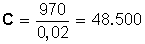 C = 970/0,02 = 48.500